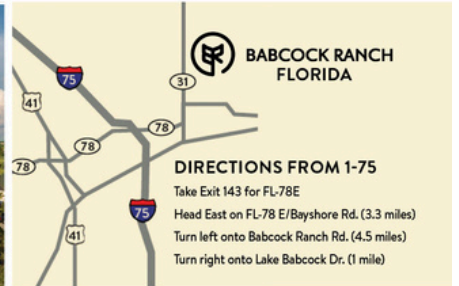 75
31
BABCOCK RANCH
FLORIDA
41
78
78
78
DIRECTIONS FROM 1-75
Take Exit 143 for FL-78E
75
Head East on FL-78 E/Bayshore Rd. (3.3 miles)
41
Turn left onto Babcock Ranch Rd. (4.5 miles)
Turn right onto Lake Babcock Dr. (1 mile)